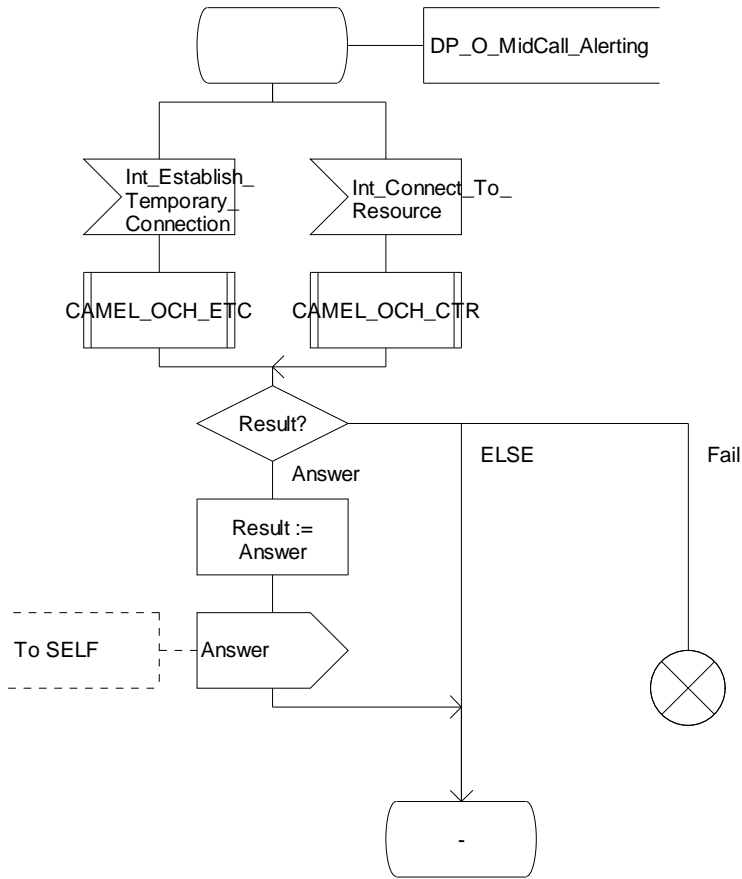 DP_O_MidCall_Alerting
Int_Establish_
Temporary_
Connection
Int_Connect_To_
Resource
CAMEL_OCH_ETC
CAMEL_OCH_CTR
Result?
ELSE
Fail
Answer
Result :=
Answer
To SELF
Answer
-